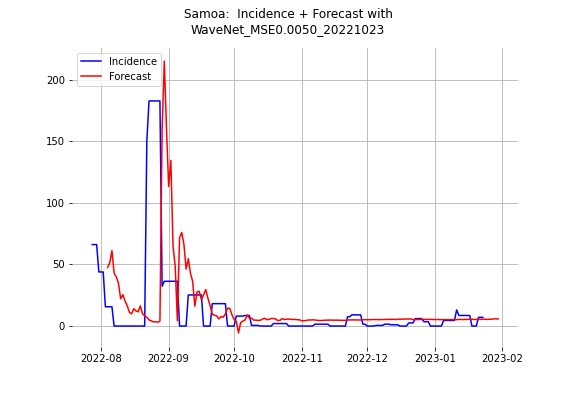 Samoa:  Incidence + Forecast with
WaveNet_MSE0.0050_20221023
Incidence
Forecast
200
150
100
50
0
2022-08 2022-09 2022-10 2022-11 2022-12 2023-01 2023-02